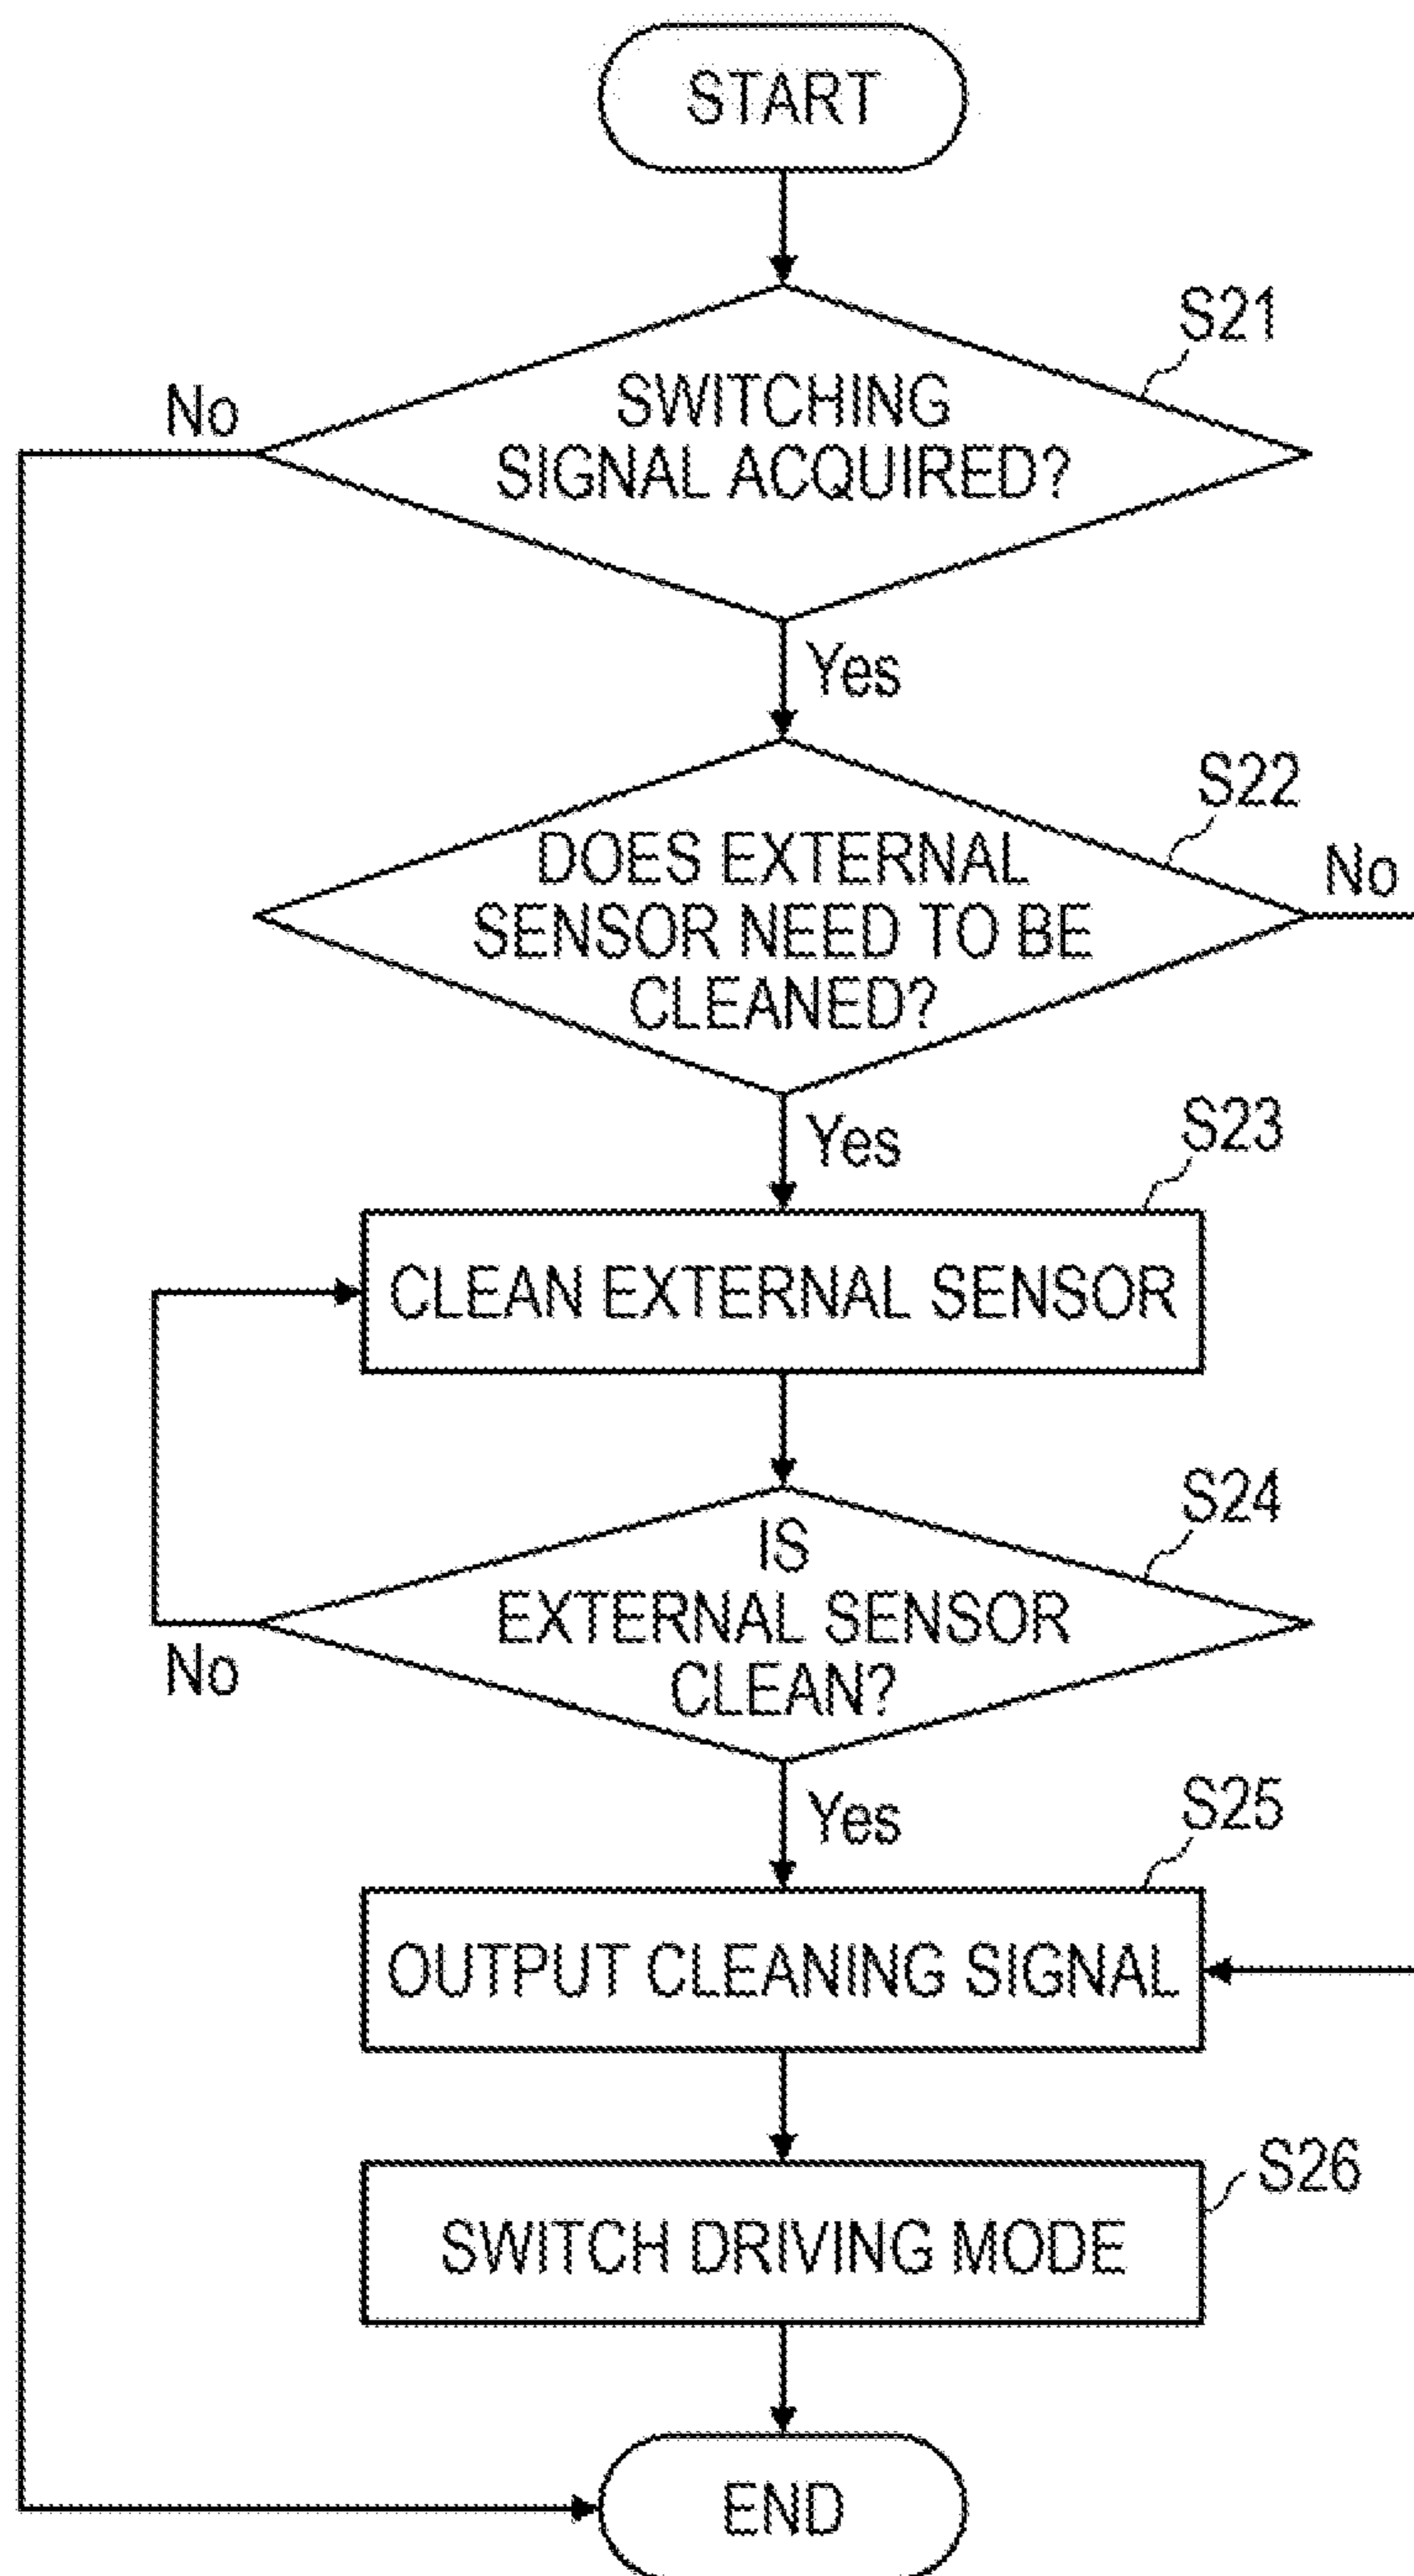 START
S21
No
SWITCHING
SIGNAL ACQUIRED?
Yes
S22
No
DOES EXTERNAL
SENSOR NEED TO BE
CLEANED?
Yes
S23
CLEAN EXTERNAL SENSOR
S24
IS
EXTERNAL SENSOR
CLEAN?
No
Yes
S25
OUTPUT CLEANING SIGNAL
S26
SWITCH DRIVING MODE
END